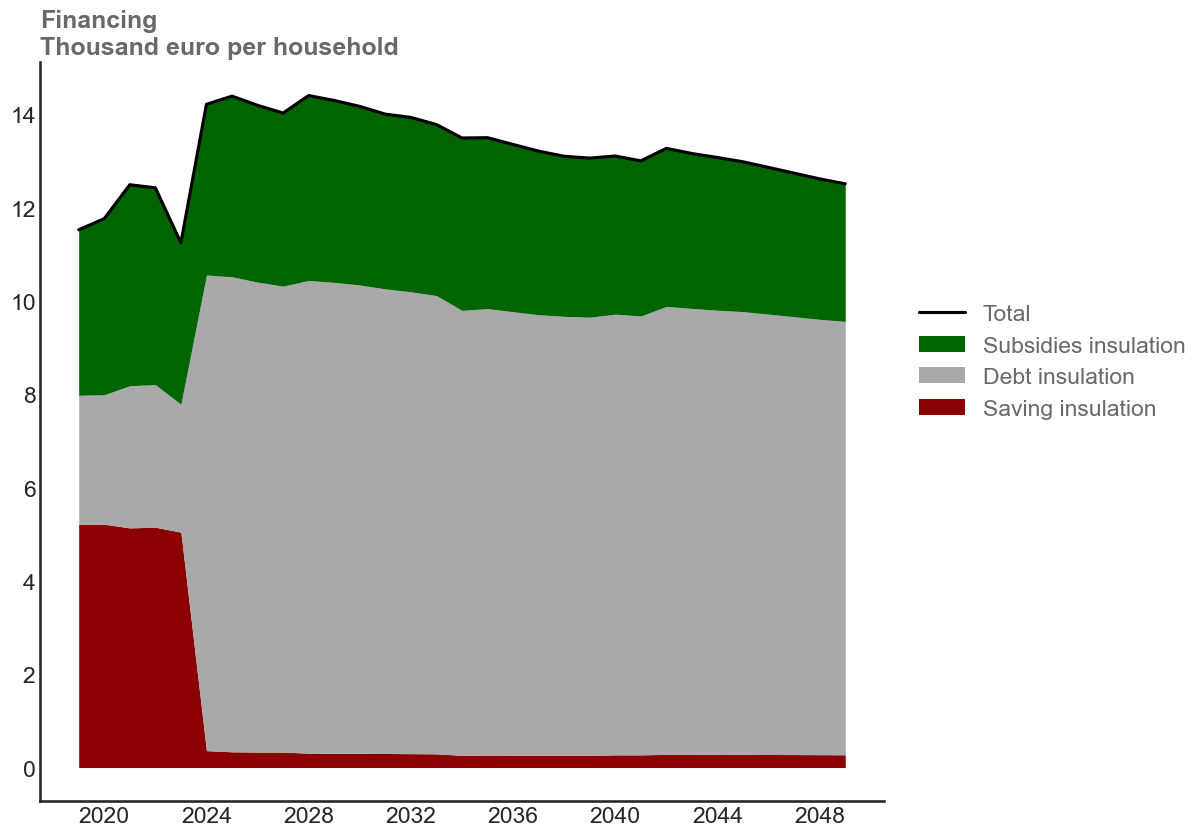 Financing
Thousand euro per household
14
12
10
8
6
4
2
0
2020 2024 2028 2032 2036 2040 2044 2048
Total
Subsidies insulation
Debt insulation
Saving insulation